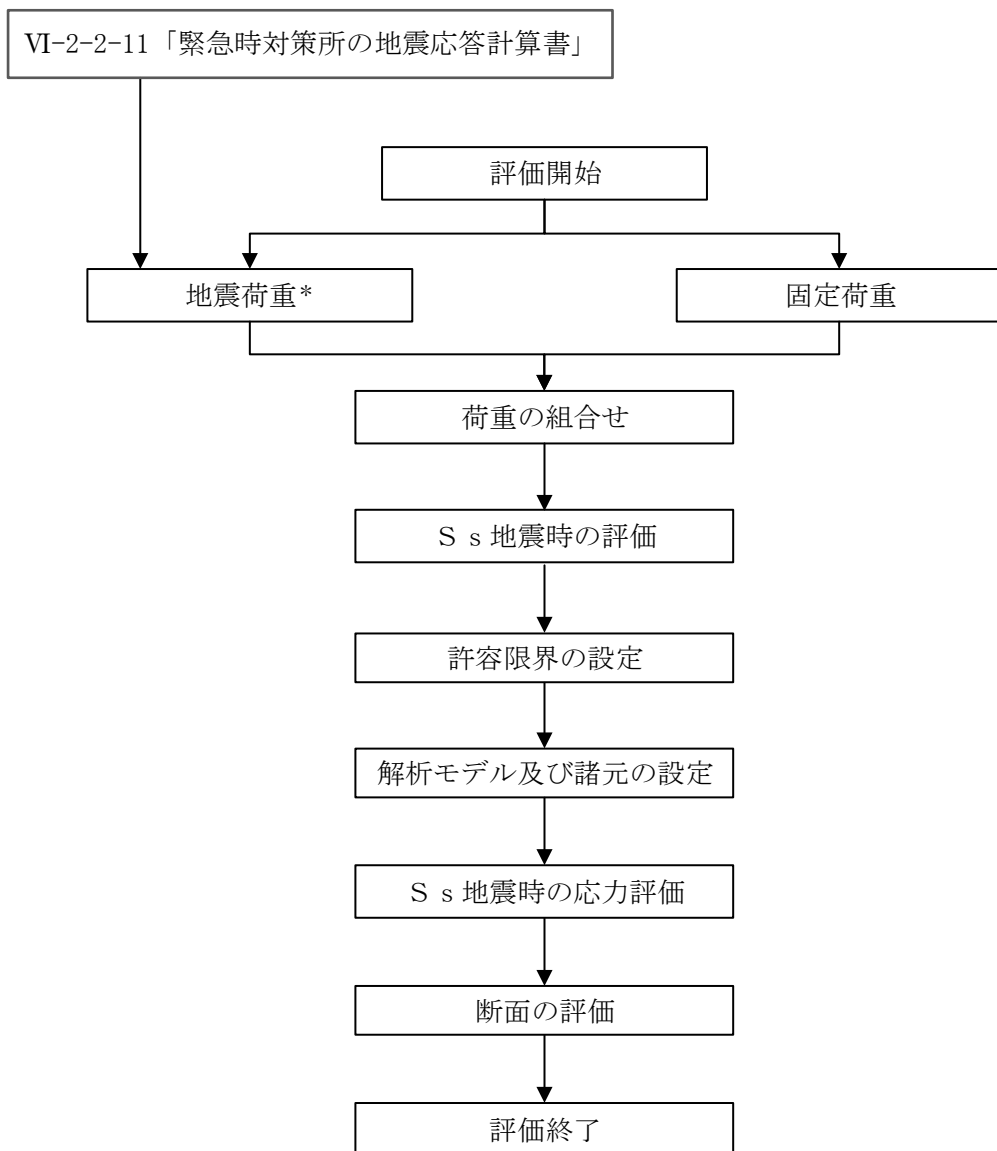 Ⅵ-2-2-11「緊急時対策所の地震応答計算書」
評価開始
地震荷重*
固定荷重
荷重の組合せ
Ｓｓ地震時の評価
許容限界の設定
解析モデル及び諸元の設定
Ｓｓ地震時の応力評価
断面の評価
評価終了